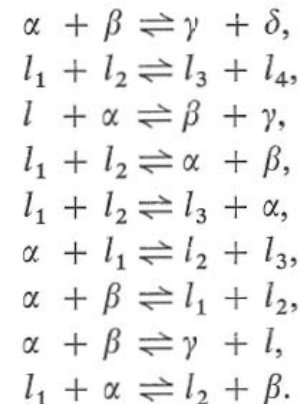 α + β ⇌ γ + δ,
l₁ + l₂ ⇌ l₃ + l₄,
l + α ⇌ β + γ,
l₁ + l₂ ⇌ α + β,
l₁ + l₂ ⇌ l₃ + α,
α + l₁ ⇌ l₂ + l₃,
α + β ⇌ l₁ + l₂,
α + β ⇌ γ + l,
l₁ + α ⇌ l₂ + β.